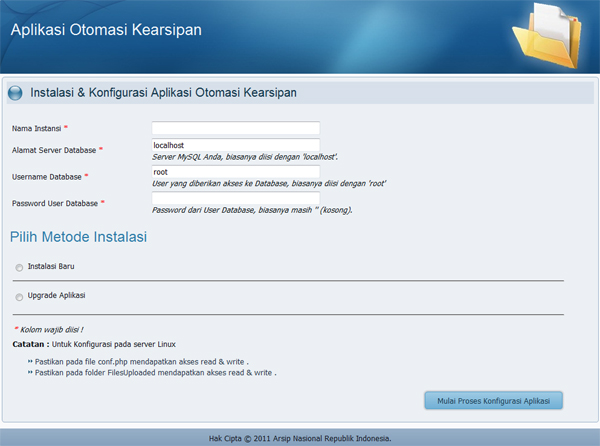 Aplikasi Otomasi Kearsipan
Instalasi & Konfigurasi Aplikasi Otomasi Kearsipan
Nama Instansi *
Alamat Server Database * localhost
Server MySQL Anda, biasanya diisi dengan 'localhost'.
Username Database * root
User yang diberikan akses ke Database, biasanya diisi dengan 'root'
Password User Database *
Password dari User Database, biasanya masih '' (kosong).
Pilih Metode Instalasi
Instalasi Baru
Upgrade Aplikasi
* Kolom wajib diisi !
Catatan : Untuk Konfigurasi pada server Linux
» Pastikan pada file conf.php mendapatkan akses read & write .
» Pastikan pada folder FilesUploaded mendapatkan akses read & write .
Mulai Proses Konfigurasi Aplikasi
Hak Cipta © 2011 Arsip Nasional Republik Indonesia.